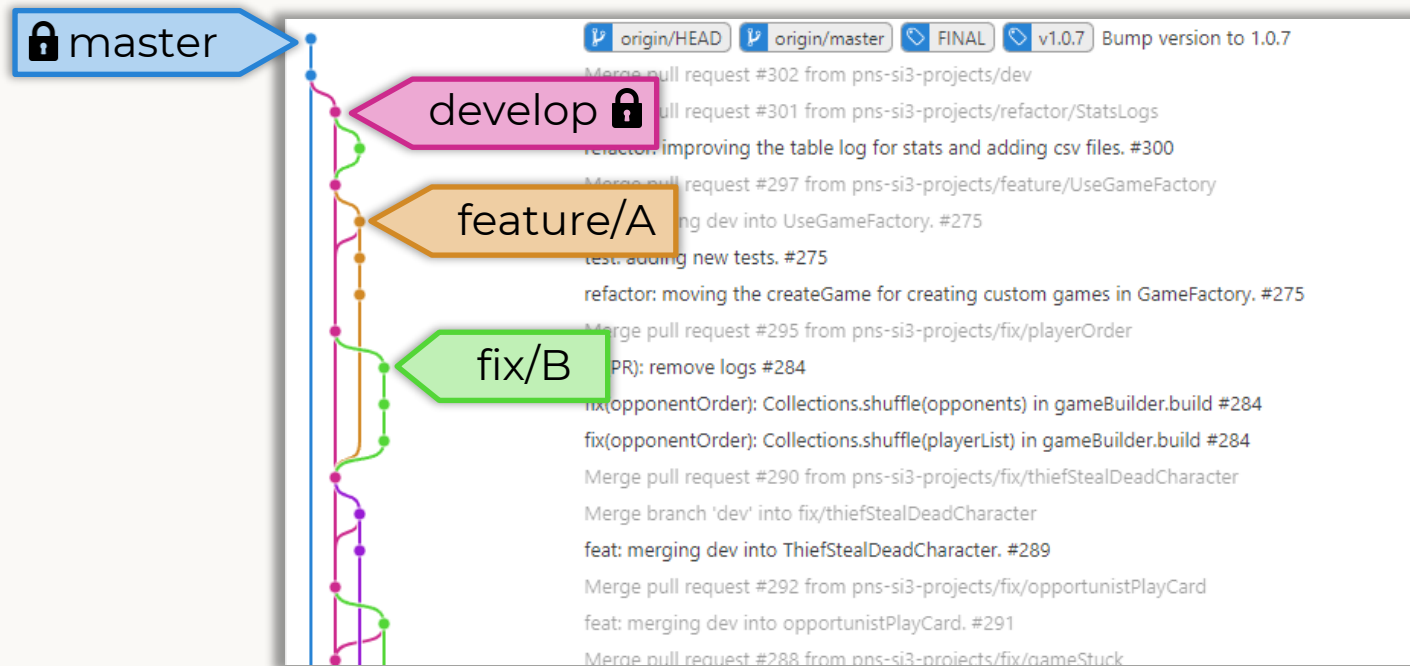 master
origin/HEAD origin/master FINAL v1.0.7 Bump version to 1.0.7
Merge pull request #302 from pns-si3-projects/dev
develop
pull request #301 from pns-si3-projects/refactor/StatsLogs
refactor: improving the table log for stats and adding csv files. #300
Merge pull request #297 from pns-si3-projects/feature/UseGameFactory
feature/A
dev into UseGameFactory. #275
test: adding new tests. #275
refactor: moving the createGame for creating custom games in GameFactory. #275
Merge pull request #295 from pns-si3-projects/fix/playerOrder
fix/B
PR): remove logs #284
fix(opponentOrder): Collections.shuffle(opponents) in gameBuilder.build #284
fix(opponentOrder): Collections.shuffle(playerList) in gameBuilder.build #284
Merge pull request #290 from pns-si3-projects/fix/thiefStealDeadCharacter
Merge branch 'dev' into fix/thiefStealDeadCharacter
feat: merging dev into ThiefStealDeadCharacter. #289
Merge pull request #292 from pns-si3-projects/fix/opportunistPlayCard
feat: merging dev into opportunistPlayCard. #291
Merge pull request #288 from pns-si3-projects/fix/gameStuck